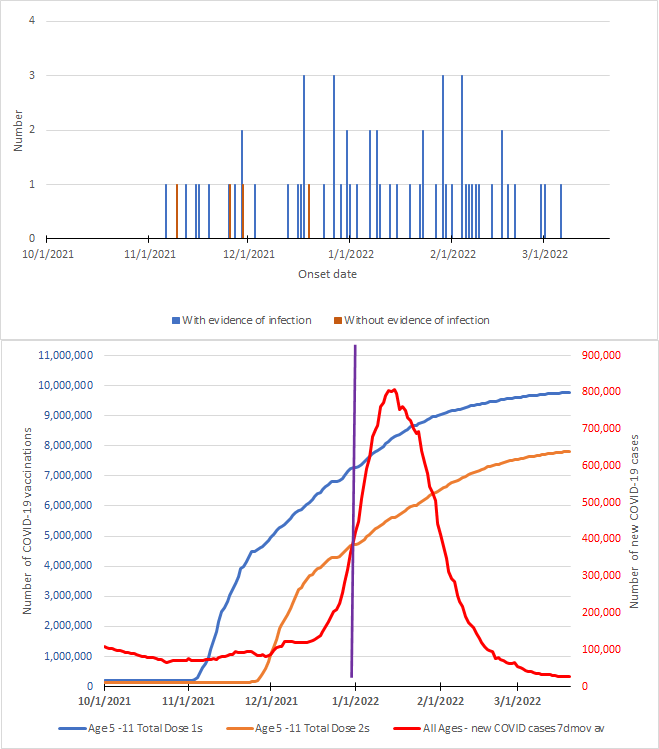 4
3
2
1
0
Number
10/1/2021 11/1/2021 12/1/2021 1/1/2022 2/1/2022 3/1/2022
Onset date
With evidence of infection Without evidence of infection
11,000,000 900,000
10,000,000 800,000
9,000,000 700,000
8,000,000 600,000
7,000,000 500,000
6,000,000 400,000
5,000,000 300,000
4,000,000 200,000
3,000,000 100,000
2,000,000 0
1,000,000
0
Number of COVID-19 vaccinations
Number of new COVID-19 cases
10/1/2021 11/1/2021 12/1/2021 1/1/2022 2/1/2022 3/1/2022
Age 5 -11 Total Dose 1s Age 5 -11 Total Dose 2s All Ages - new COVID cases 7dmov av